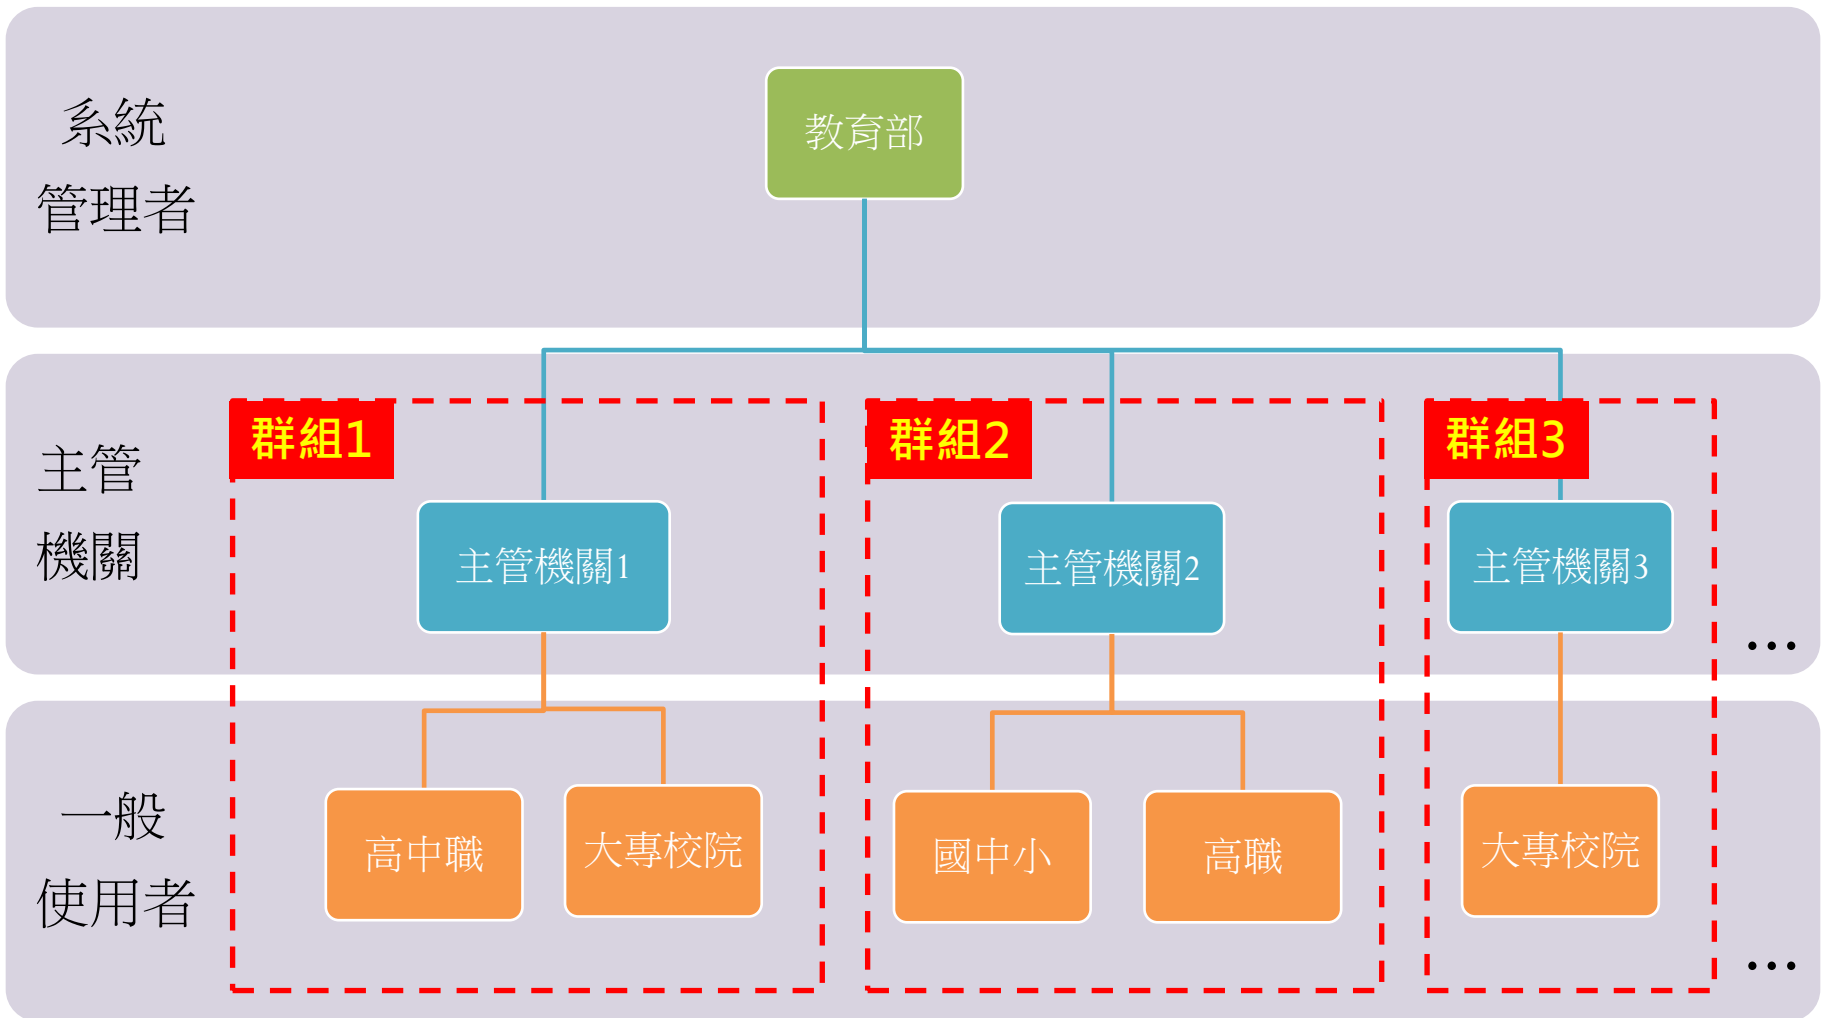 系統
管理者
教育部
群組1
群組2
群組3
主管
機關
主管機關1
主管機關2
主管機關3
...
一般
使用者
高中職
大專校院
國中小
高職
大專校院
...